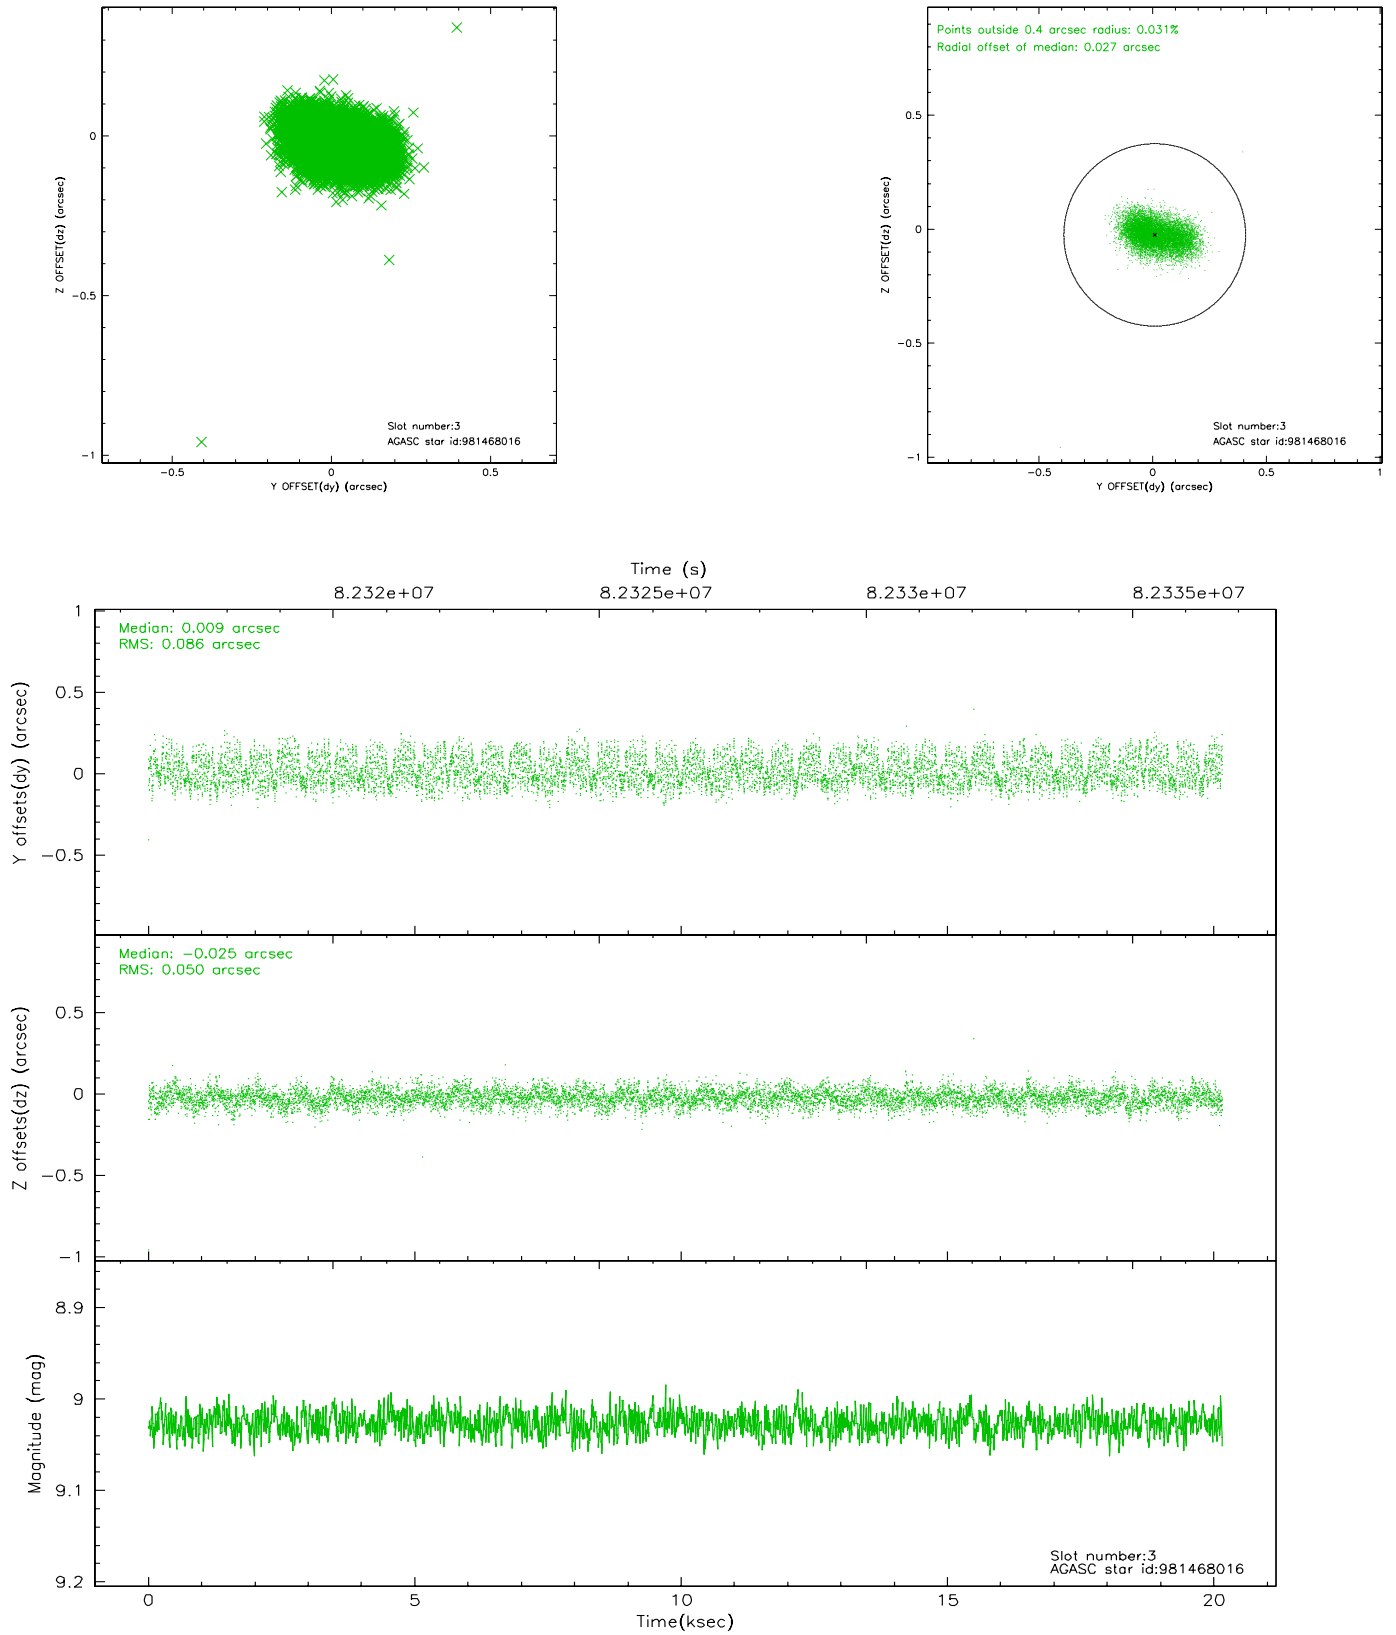 0
−0.5
−1
Z OFFSET(dz) (arcsec)
Slot number:3
AGASC star id:981468016
−0.5
0
0.5
Y OFFSET(dy) (arcsec)
Points outside 0.4 arcsec radius: 0.031%
Radial offset of median: 0.027 arcsec
0.5
0
−0.5
−1
Z OFFSET(dz) (arcsec)
Slot number:3
AGASC star id:981468016
−0.5
0
0.5
1
Y OFFSET(dy) (arcsec)
Time (s)
8.232e+07
8.2325e+07
8.233e+07
8.2335e+07
Median: 0.009 arcsec
RMS: 0.086 arcsec
1
0.5
0
−0.5
Y offsets(dy) (arcsec)
Median: −0.025 arcsec
RMS: 0.050 arcsec
0.5
0
−0.5
−1
Z offsets(dz) (arcsec)
8.9
9
9.1
9.2
Magnitude (mag)
Slot number:3
AGASC star id:981468016
0
5
10
15
20
Time(ksec)